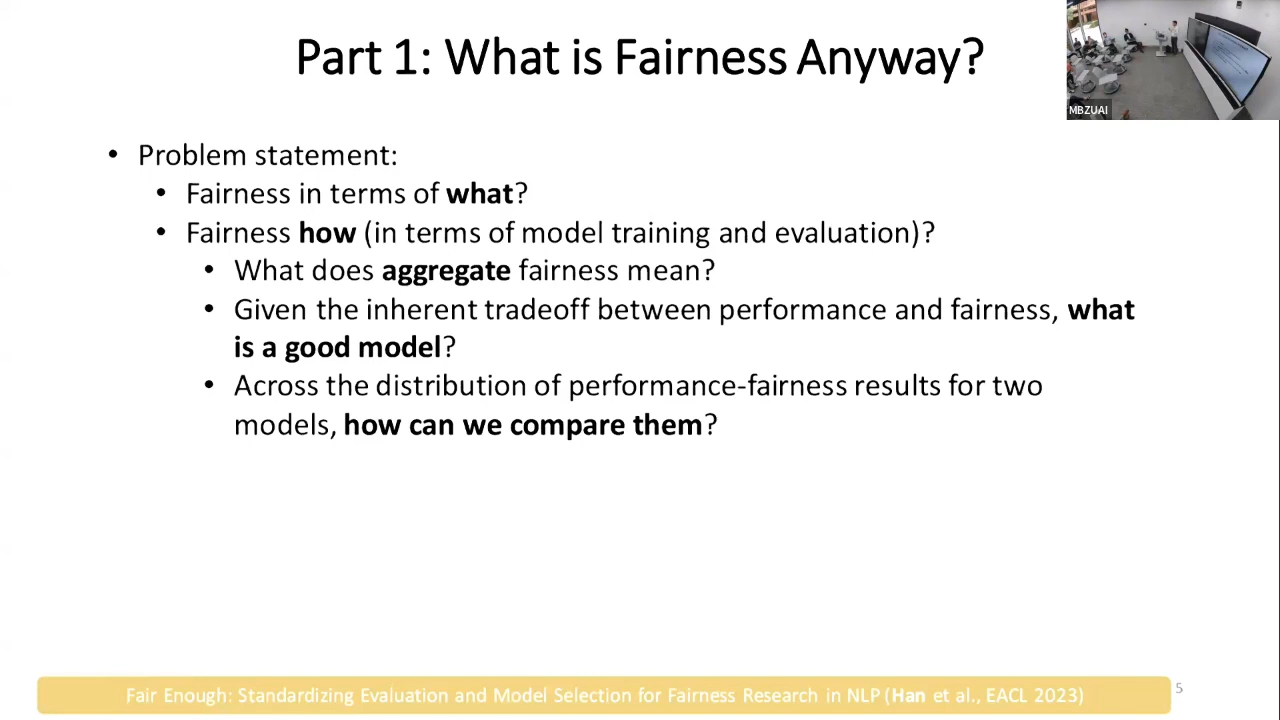 Part 1: What is Fairness Anyway?
MBZUAI
• Problem statement:
• Fairness in terms of what?
• Fairness how (in terms of model training and evaluation)?
• What does aggregate fairness mean?
• Given the inherent tradeoff between performance and fairness, what
is a good model?
• Across the distribution of performance-fairness results for two
models, how can we compare them?
Fair Enough: Standardizing Evaluation and Model Selection for Fairness Research in NLP (Han et al., EACL 2023)
5